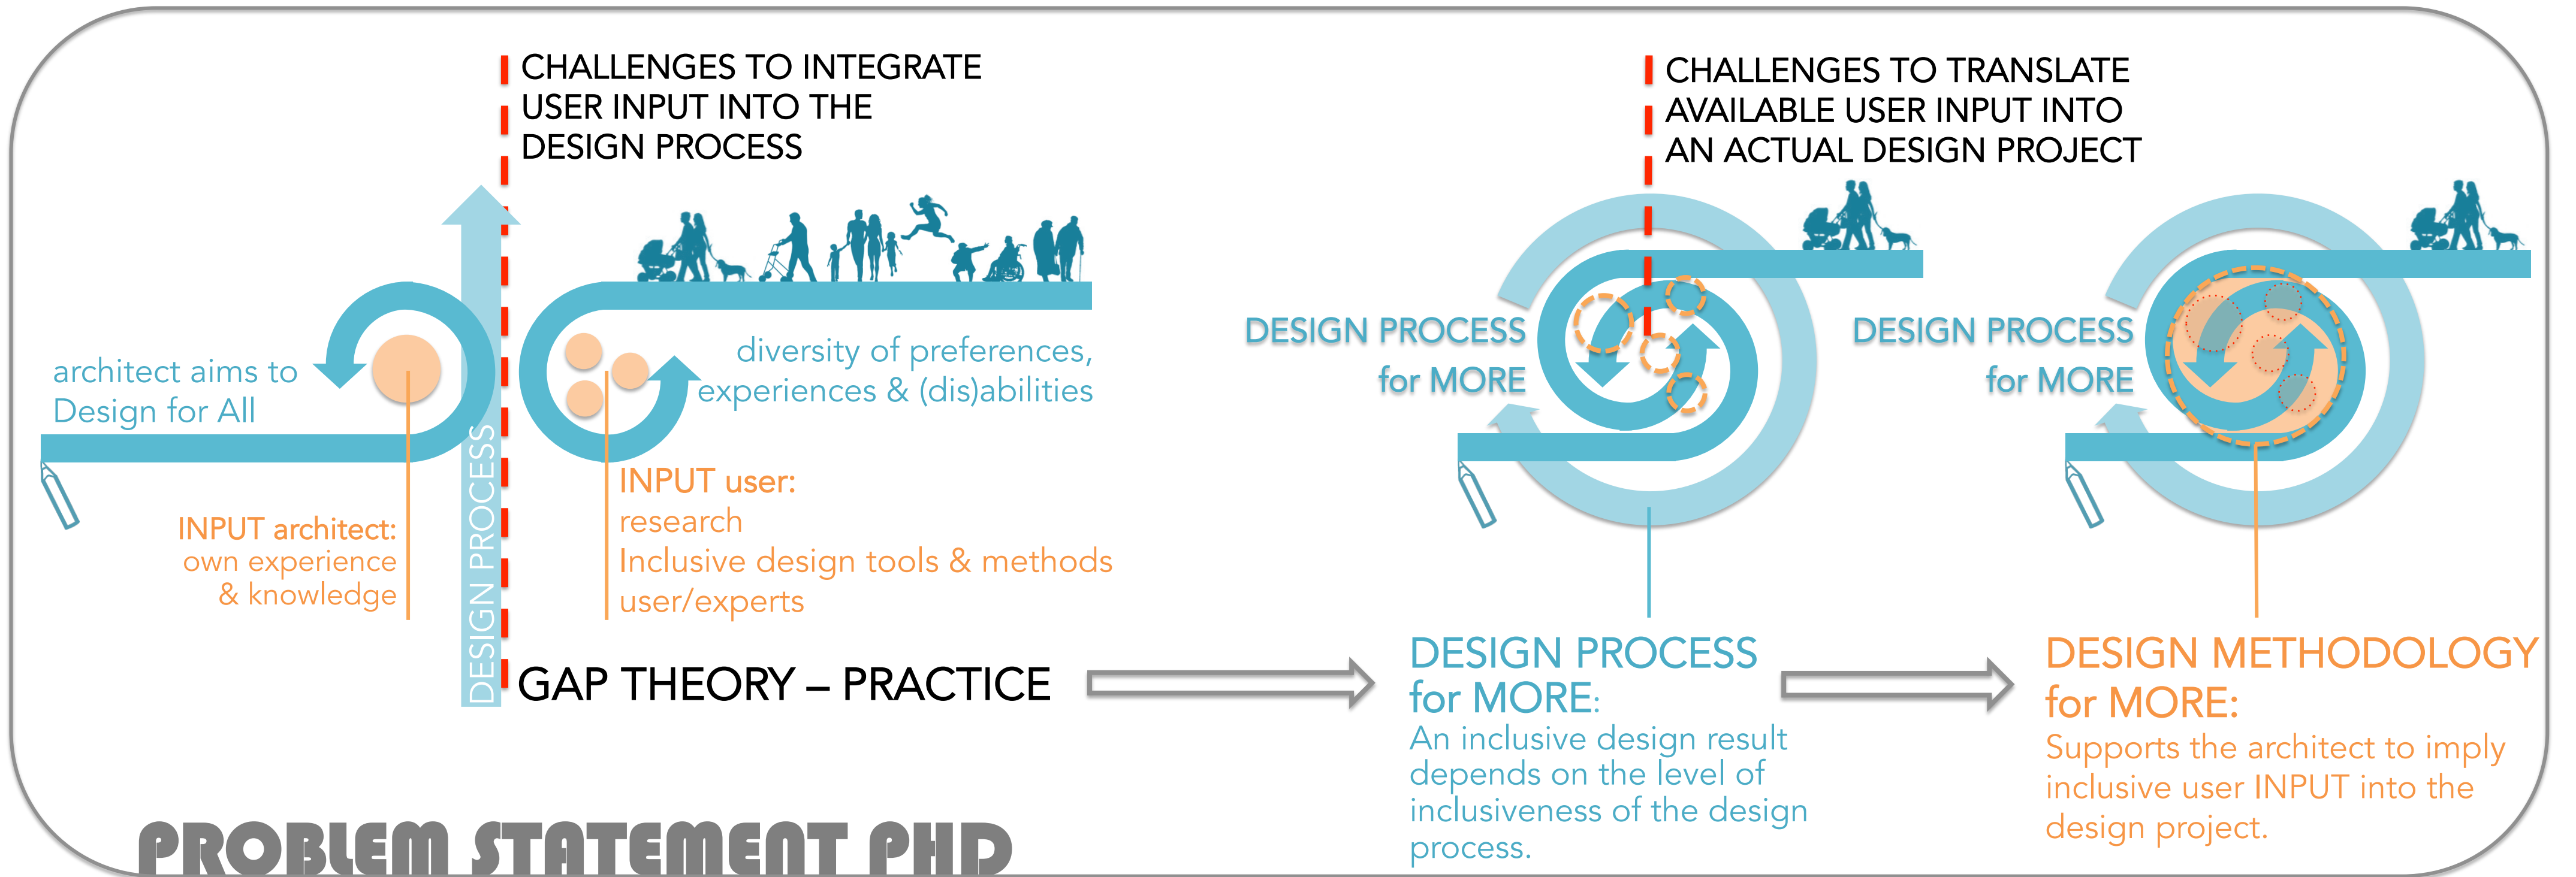 CHALLENGES TO INTEGRATE
USER INPUT INTO THE
DESIGN PROCESS
architect aims to
Design for All
INPUT architect:
own experience
& knowledge
DESIGN PROCESS
diversity of preferences,
experiences & (dis)abilities
INPUT user:
research
Inclusive design tools & methods
user/experts
GAP THEORY – PRACTICE
CHALLENGES TO TRANSLATE
AVAILABLE USER INPUT INTO
AN ACTUAL DESIGN PROJECT
DESIGN PROCESS
for MORE
DESIGN PROCESS
for MORE:
An inclusive design result
depends on the level of
inclusiveness of the design
process.
DESIGN PROCESS
for MORE
DESIGN METHODOLOGY
for MORE:
Supports the architect to imply
inclusive user INPUT into the
design project.
PROBLEM STATEMENT PHD